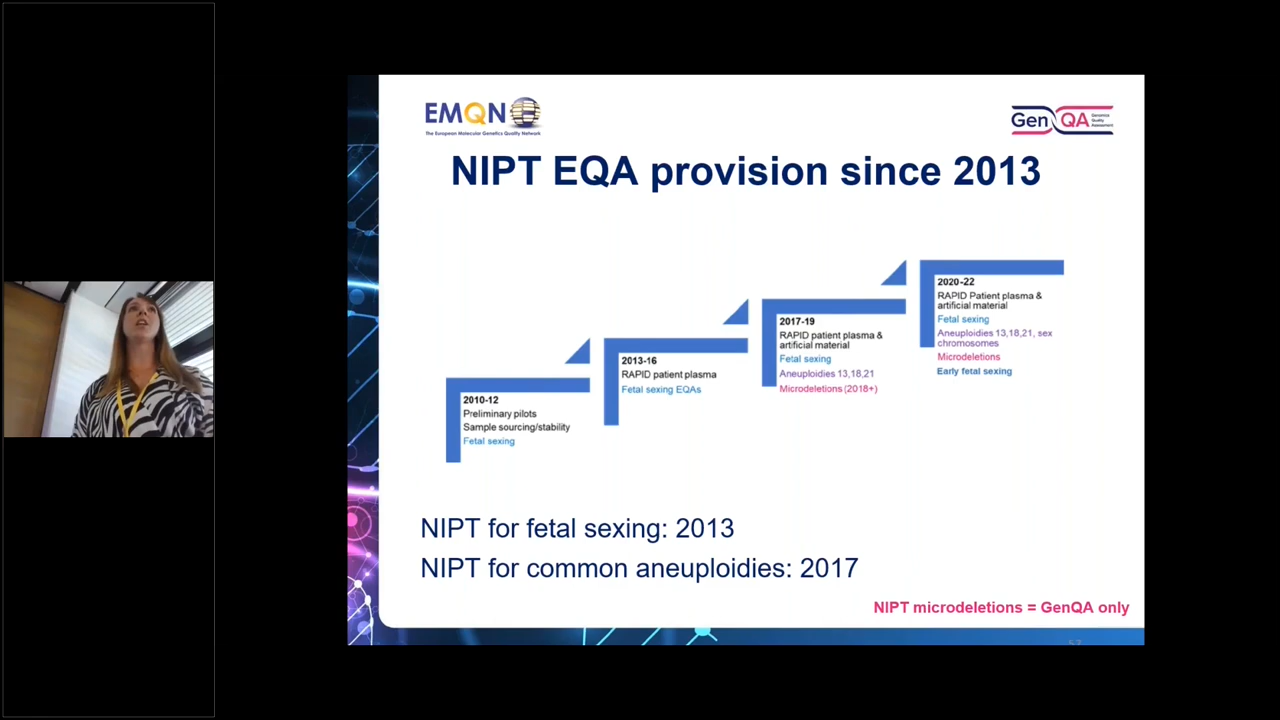 EMQN
The European Molecular Genetics Quality Network
GenQA
Genomics
Quality
Assessment
NIPT EQA provision since 2013
2010-12
Preliminary pilots
Sample sourcing/stability
Fetal sexing
2013-16
RAPID patient plasma
Fetal sexing EQAs
2017-19
RAPID patient plasma &
artificial material
Fetal sexing
Aneuploidies 13,18,21
Microdeletions (2018+)
2020-22
RAPID Patient plasma &
artificial material
Fetal sexing
Aneuploidies 13,18,21, sex
chromosomes
Microdeletions
Early fetal sexing
NIPT for fetal sexing: 2013
NIPT for common aneuploidies: 2017
NIPT microdeletions = GenQA only